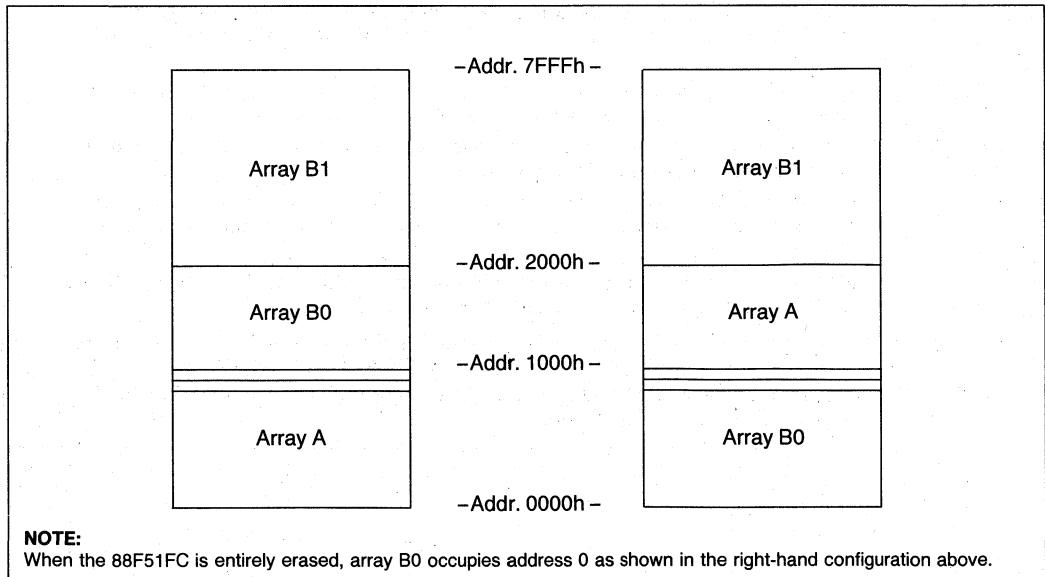 –Addr. 7FFFh –
Array B1
Array B1
–Addr. 2000h –
Array B0
Array A
–Addr. 1000h –
Array A
Array B0
–Addr. 0000h –
NOTE:
When the 88F51FC is entirely erased, array B0 occupies address 0 as shown in the right-hand configuration above.